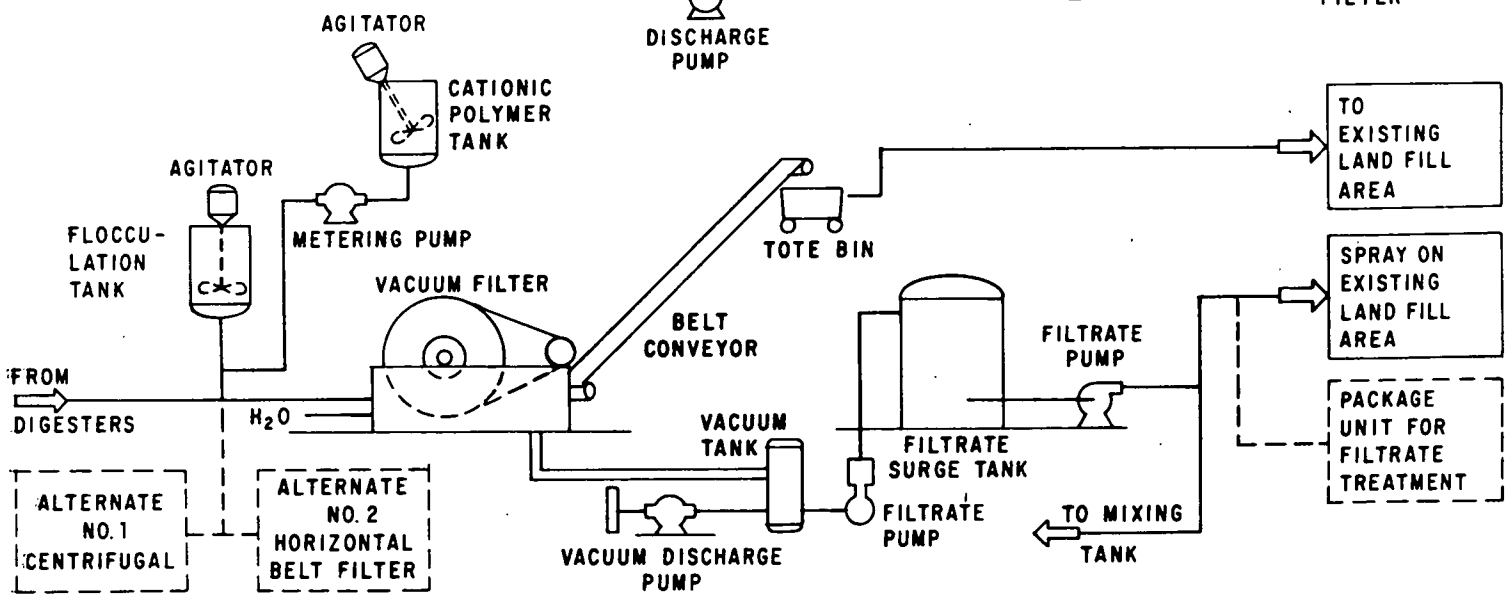 FILTER
AGITATOR
DISCHARGE
PUMP
CATIONIC
POLYMER
TANK
AGITATOR
METERING PUMP
FLOCCU-
LATION
TANK
VACUUM FILTER
BELT
CONVEYOR
TOTE BIN
TO
EXISTING
LAND FILL
AREA
SPRAY ON
EXISTING
LAND FILL
AREA
FILTRATE
PUMP
FROM
DIGESTERS
H₂O
VACUUM
TANK
FILTRATE
SURGE TANK
PACKAGE
UNIT FOR
FILTRATE
TREATMENT
ALTERNATE
NO. 1
CENTRIFUGAL
ALTERNATE
NO. 2
HORIZONTAL
BELT FILTER
VACUUM DISCHARGE
PUMP
FILTRATE
PUMP
TO MIXING
TANK